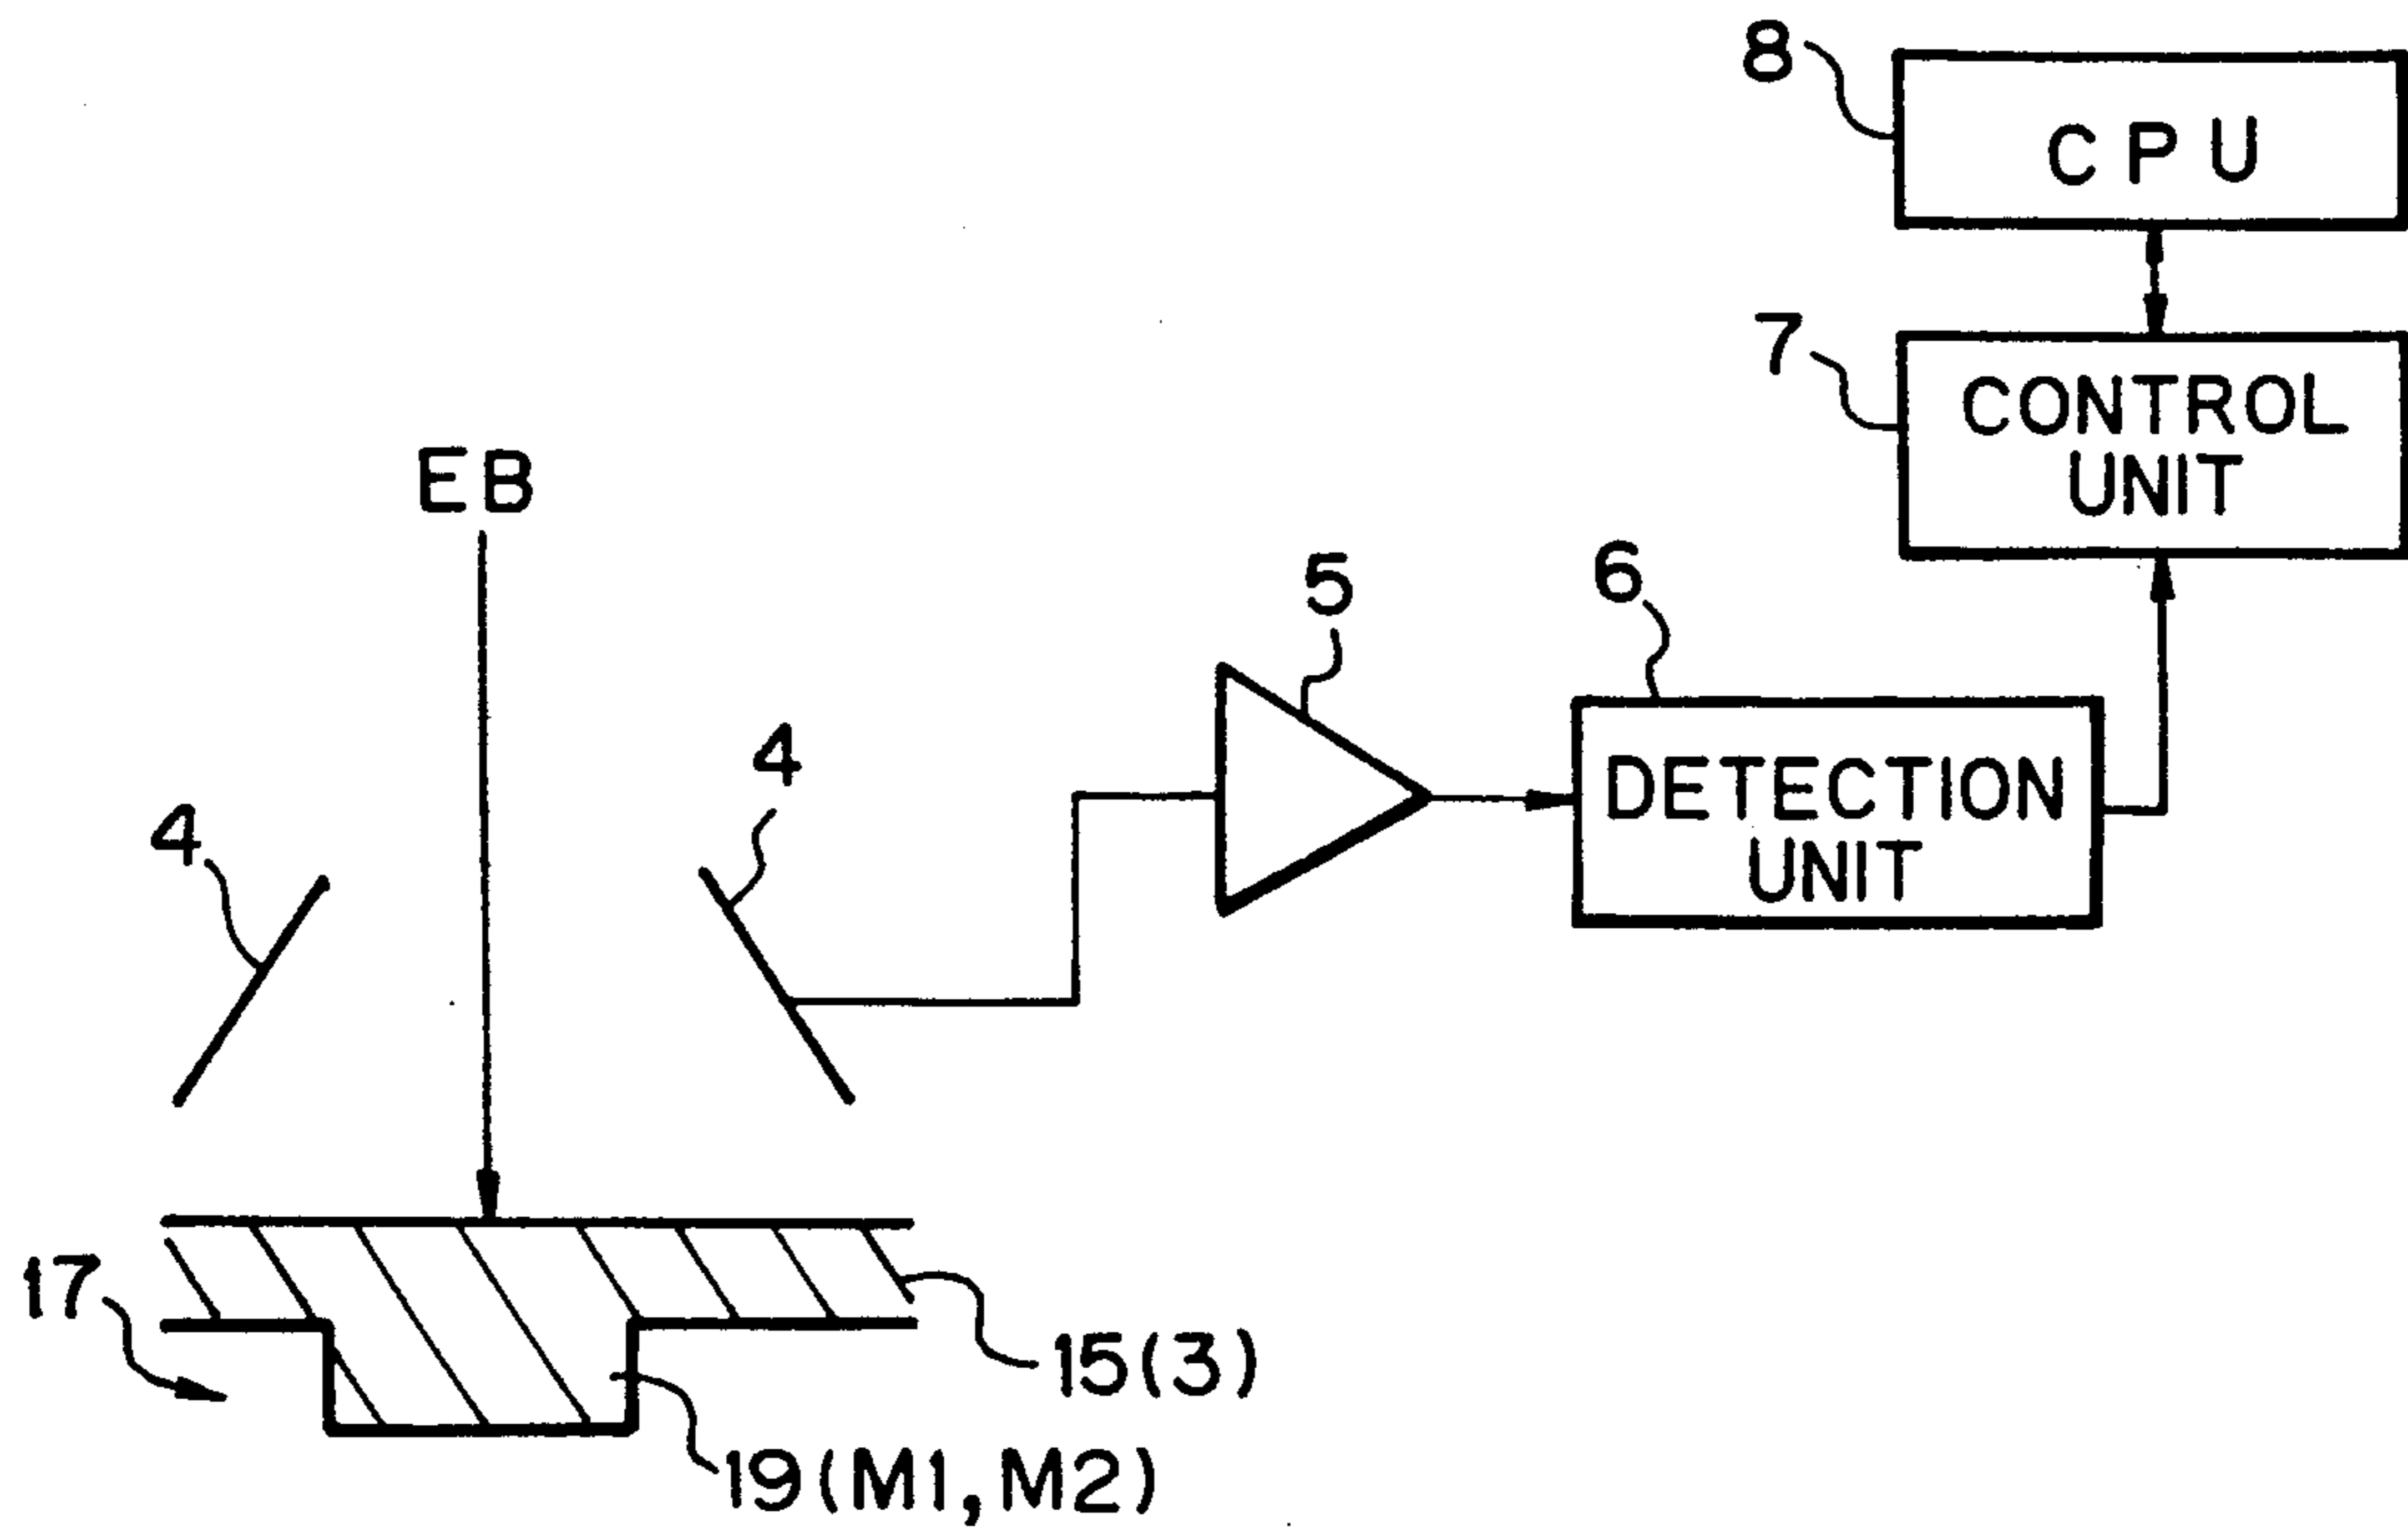 8
CPU
7
CONTROL
UNIT
EB
5
6
4
4
DETECTION
UNIT
17
15(3)
19(M1,M2)